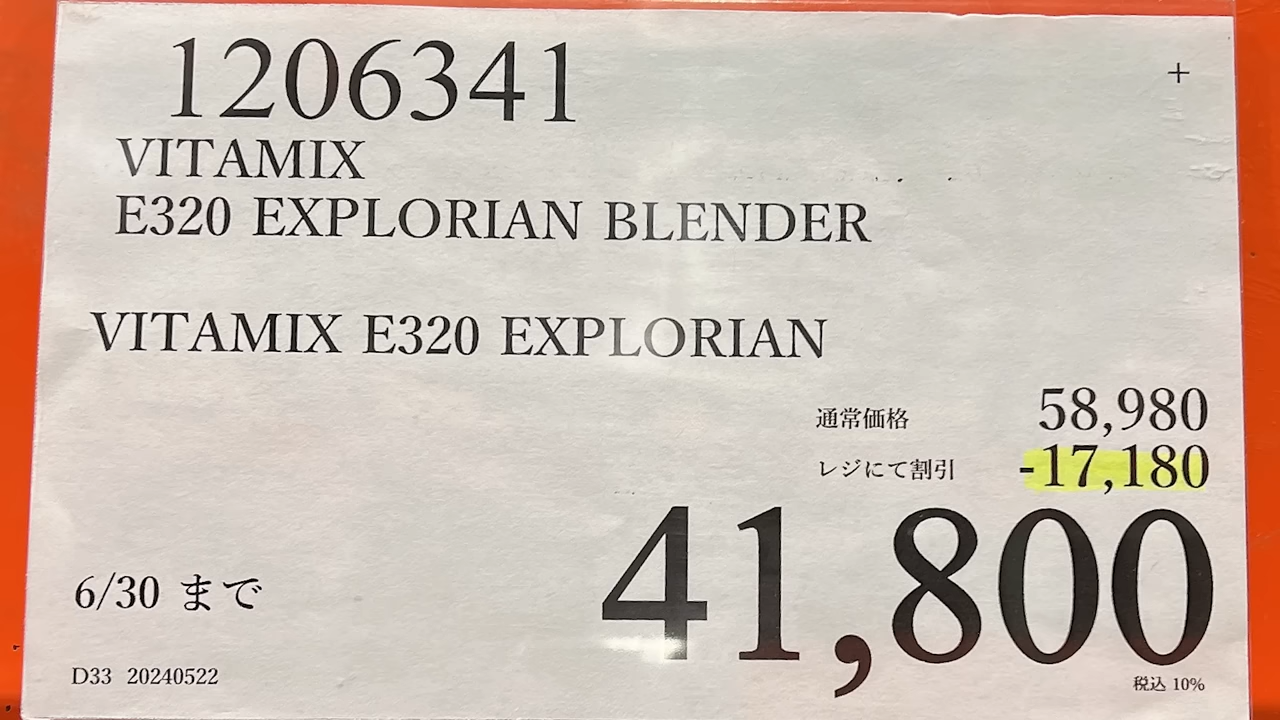 1206341
+
VITAMIX
E320 EXPLORIAN BLENDER
VITAMIX E320 EXPLORIAN
通常価格 58,980
レジにて割引 -17,180
41,800
6/30 まで
税込 10%
D33 20240522